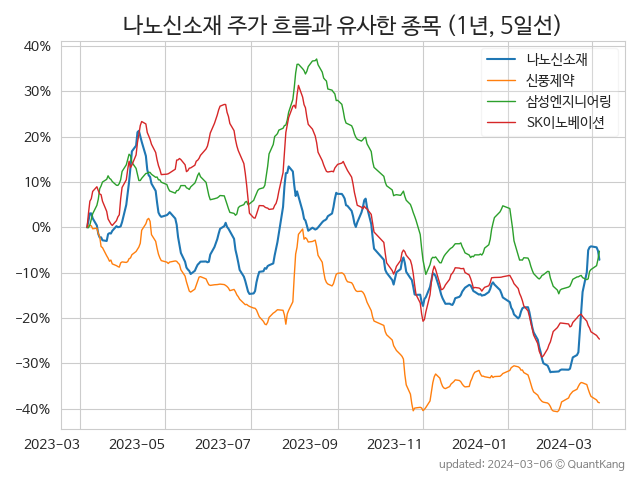 나노신소재 주가 흐름과 유사한 종목 (1년, 5일선)
40%
30%
20%
10%
0%
−10%
−20%
−30%
−40%
나노신소재
신풍제약
삼성엔지니어링
SK이노베이션
2023−03
2023−05
2023−07
2023−09
2023−11
2024−01
2024−03
updated: 2024-03-06 ⓒ QuantKang